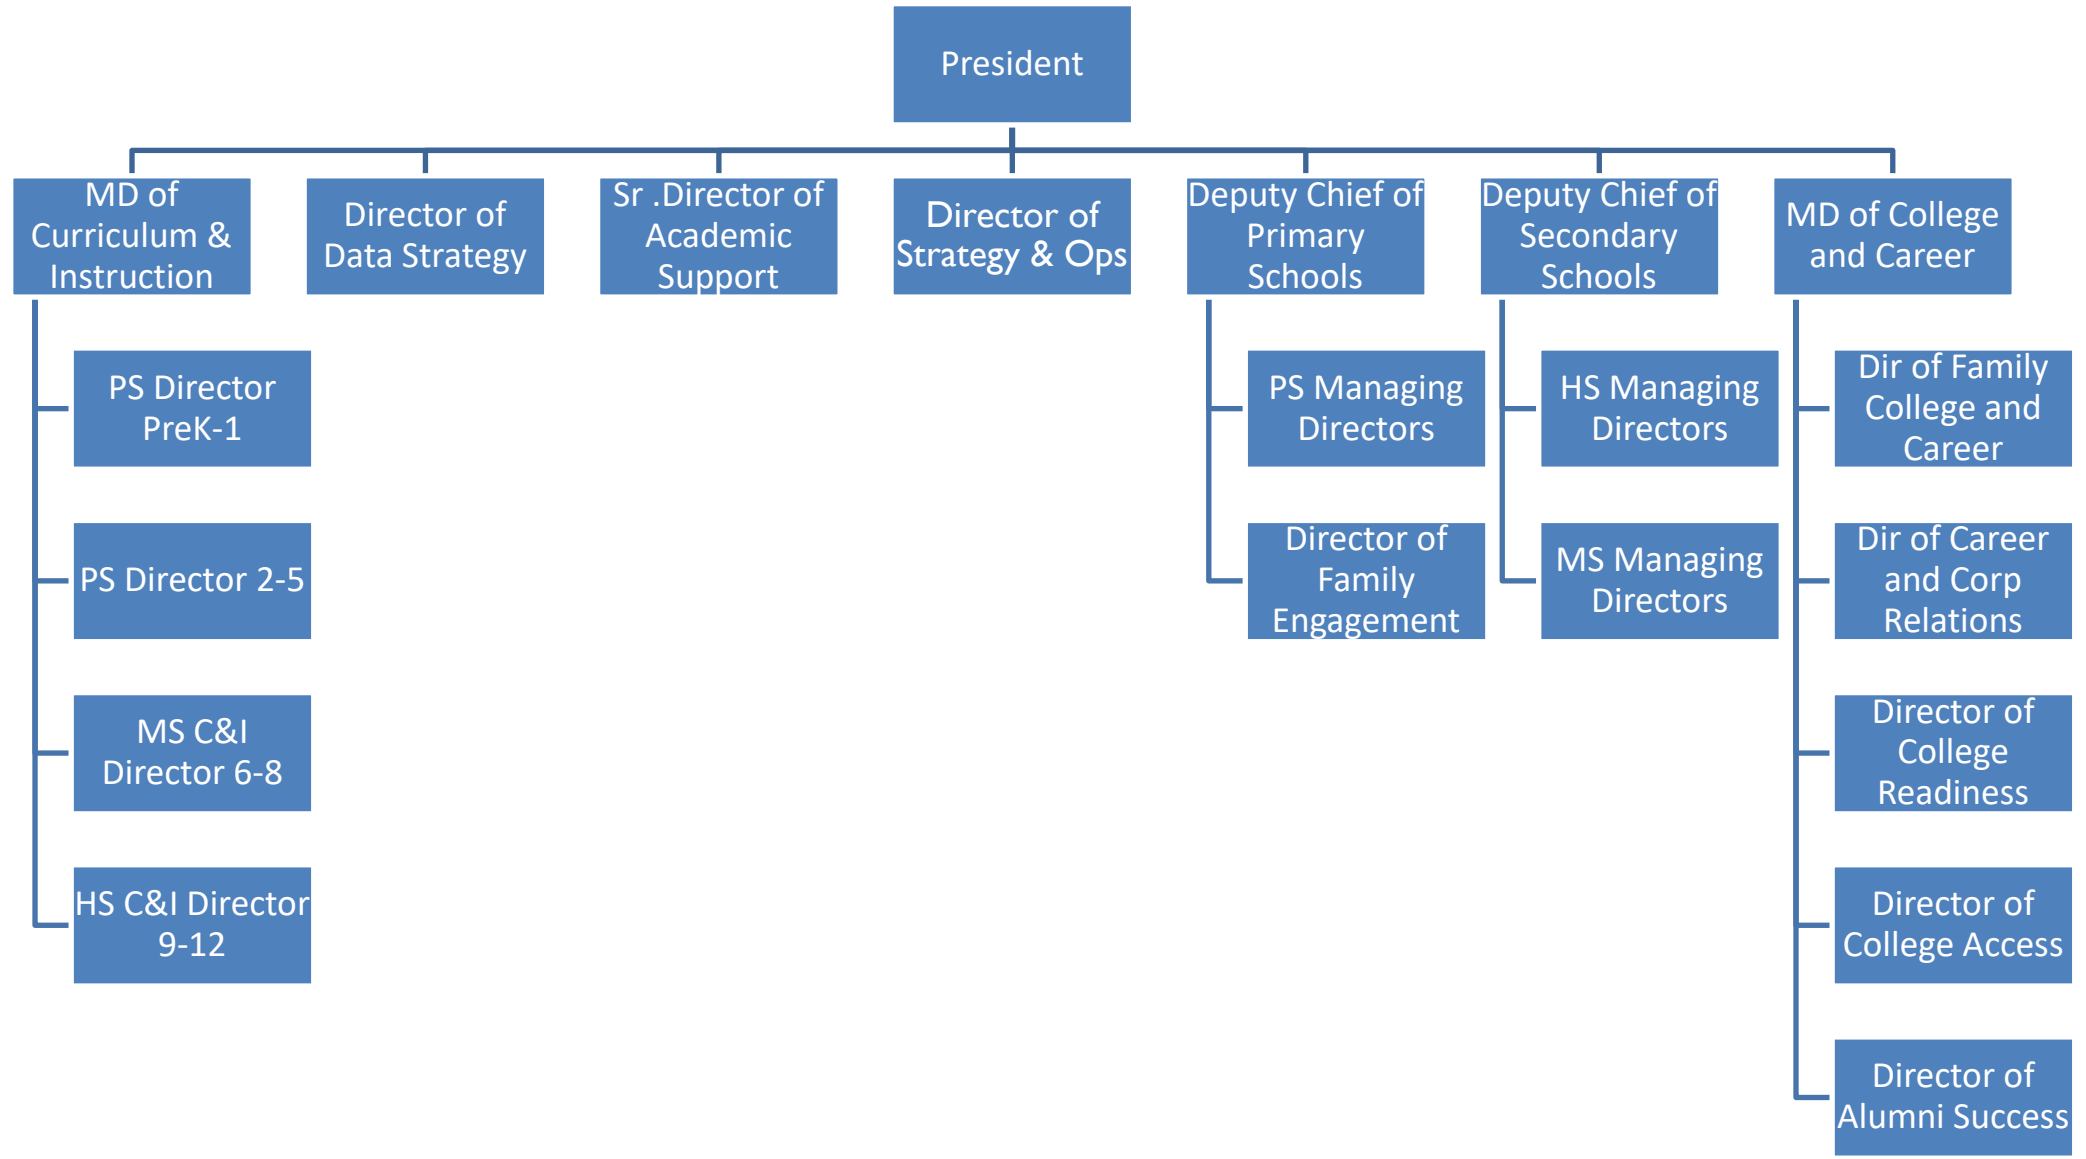 President
MD of
Curriculum &
Instruction
Director of
Data Strategy
Sr .Director of
Academic
Support
Director of
Strategy & Ops
Deputy Chief of
Primary
Schools
Deputy Chief of
Secondary
Schools
MD of College
and Career
PS Director
PreK-1
PS Director 2-5
MS C&I
Director 6-8
HS C&I Director
9-12
PS Managing
Directors
Director of
Family
Engagement
HS Managing
Directors
MS Managing
Directors
Dir of Family
College and
Career
Dir of Career
and Corp
Relations
Director of
College
Readiness
Director of
College Access
Director of
Alumni Success